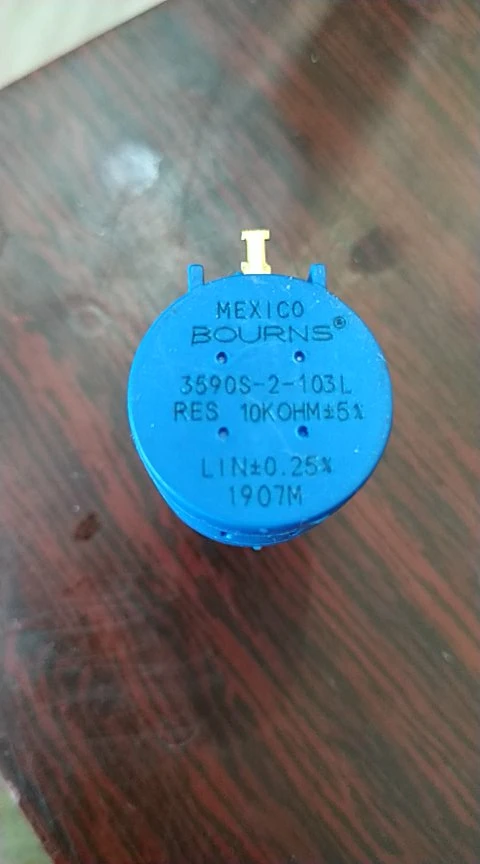 MEXICO
BOURNS®
3590S-2-103L
RES 10KOHM±5%
LIN±0.25%
1907M